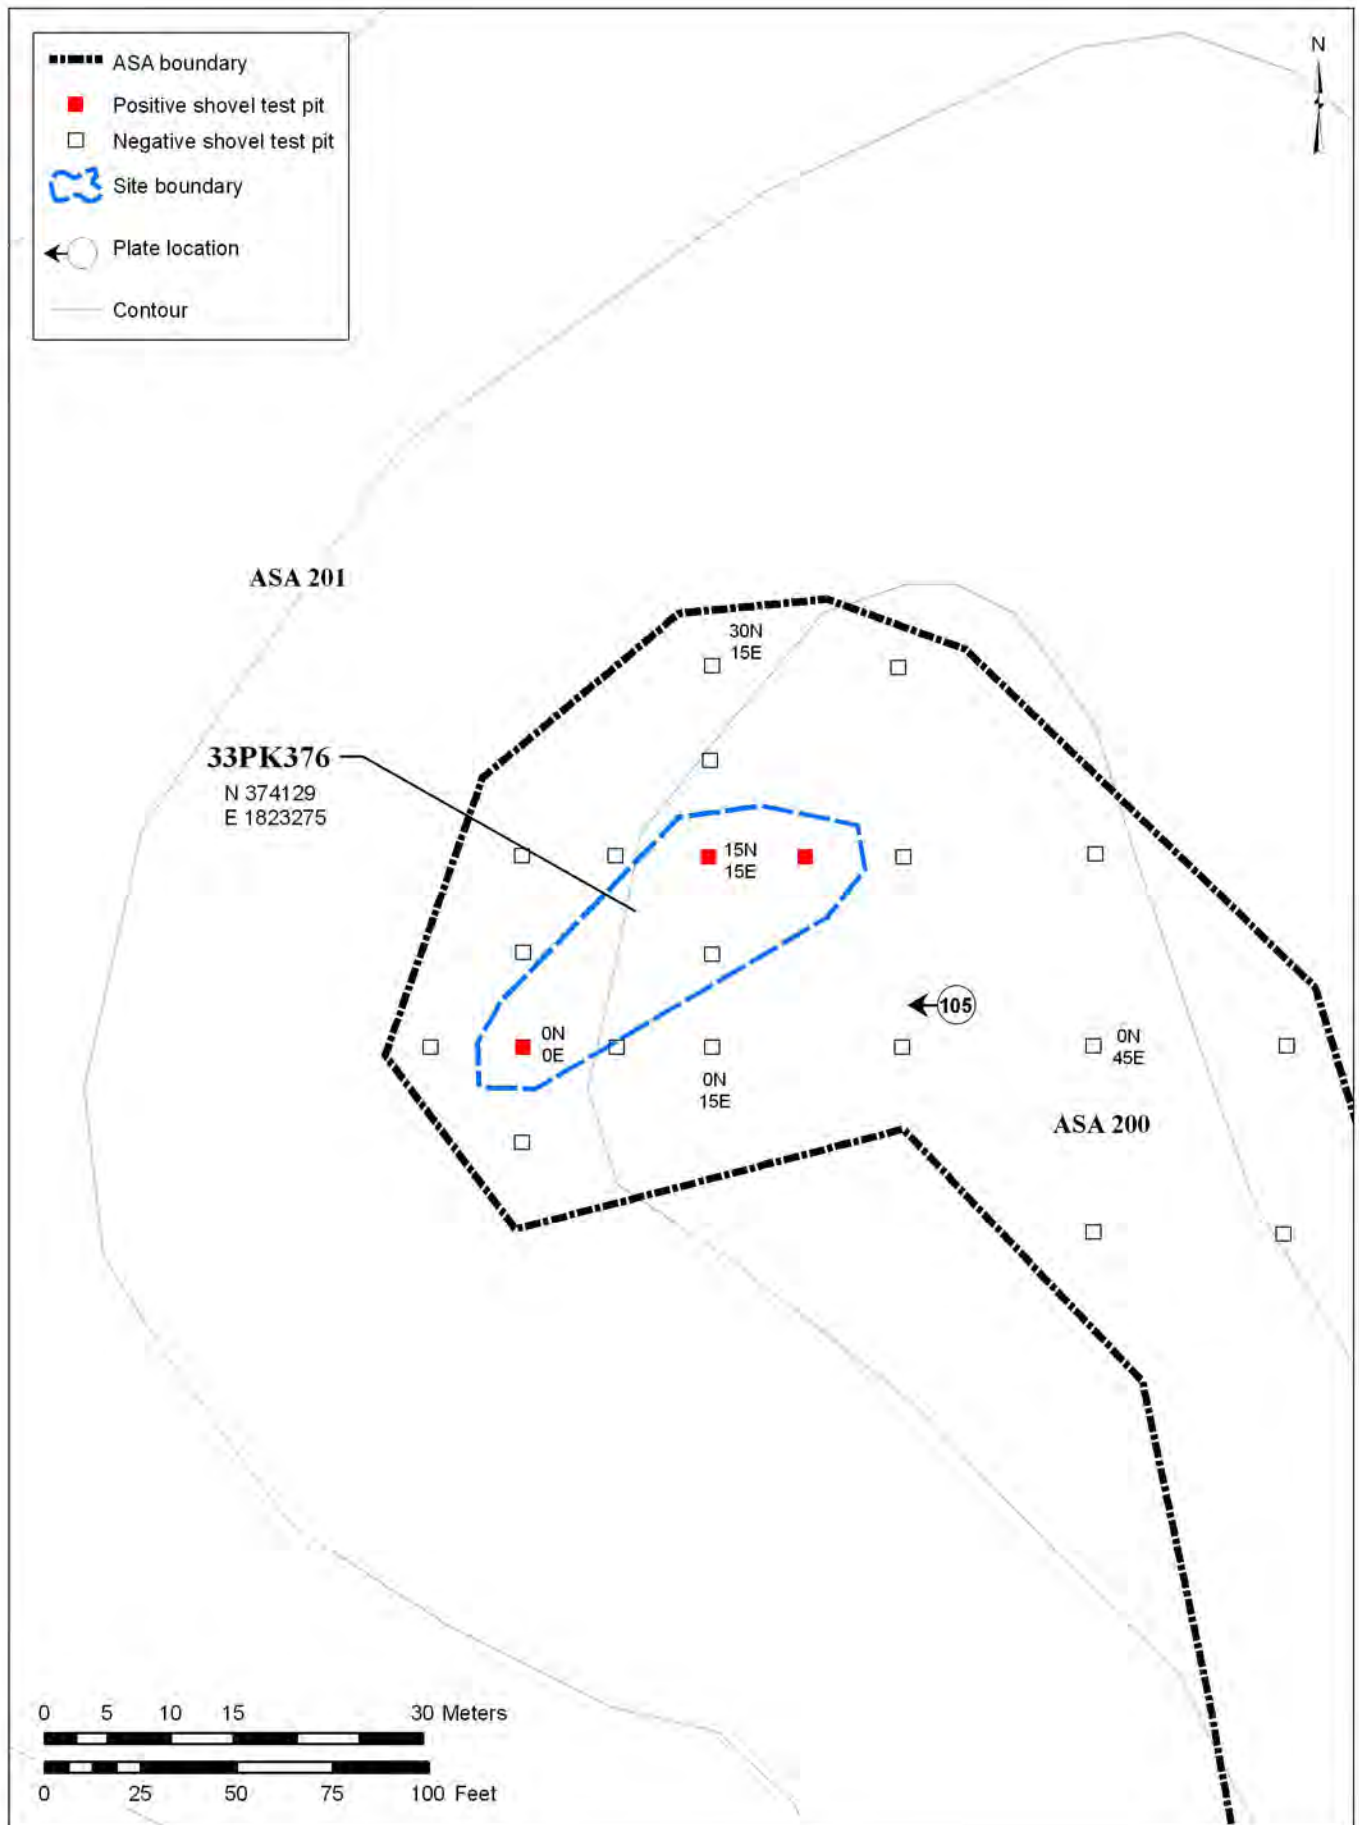 ASA boundary
Positive shovel test pit
Negative shovel test pit
Site boundary
Plate location
Contour
N
ASA 201
30N
15E
33PK376
N 374129
E 1823275
15N
15E
105
0N
0E
0N
45E
0N
15E
ASA 200
0 5 10 15 30 Meters
0 25 50 75 100 Feet